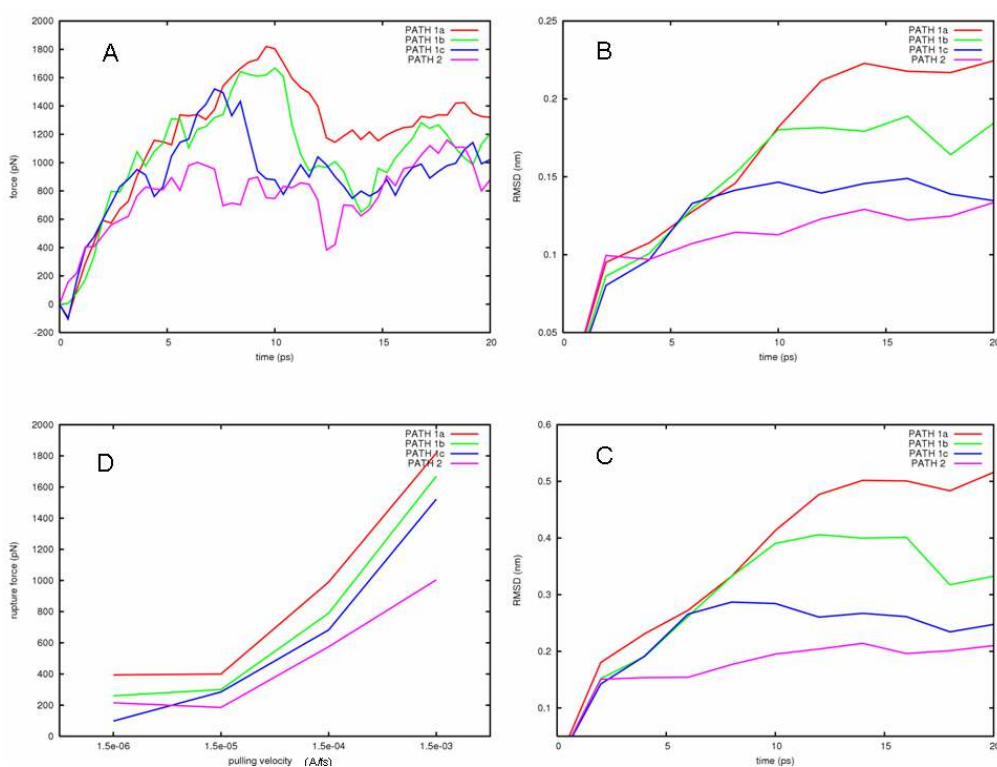 A
PATH 1a
PATH 1b
PATH 1c
PATH 2
2000
1800
1600
1400
1200
1000
800
600
400
200
0
-200
force (pN)
0
5
10
15
20
time (ps)
B
PATH 1a
PATH 1b
PATH 1c
PATH 2
0.25
0.2
0.15
0.1
0.05
RMSD (nm)
0
5
10
15
20
time (ps)
D
PATH 1a
PATH 1b
PATH 1c
PATH 2
2000
1800
1600
1400
1200
1000
800
600
400
200
0
rupture force (pN)
1.5e-06
1.5e-05
1.5e-04
1.5e-03
pulling velocity (A/fs)
C
PATH 1a
PATH 1b
PATH 1c
PATH 2
0.6
0.5
0.4
0.3
0.2
0.1
RMSD (nm)
0
5
10
15
20
time (ps)